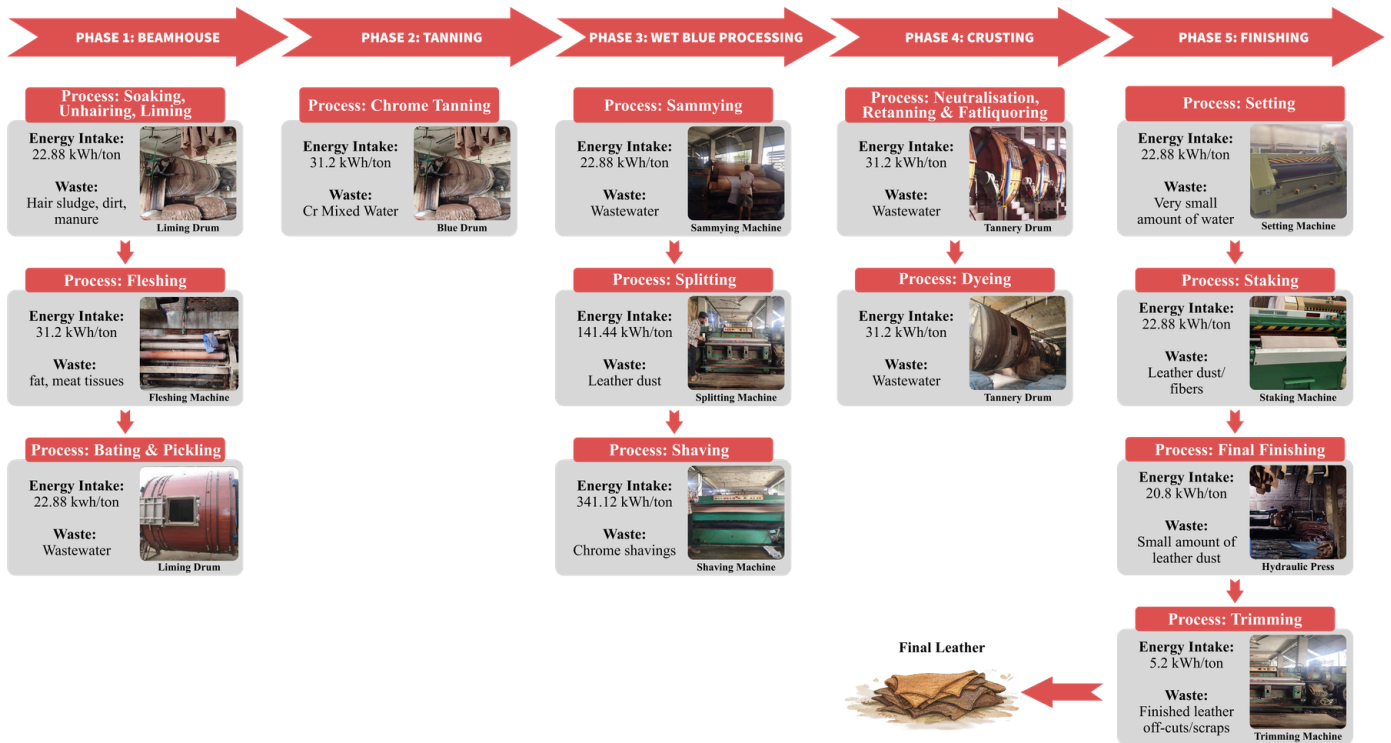 PHASE 1: BEAMHOUSE
PHASE 2: TANNING
PHASE 3: WET BLUE PROCESSING
PHASE 4: CRUSTING
PHASE 5: FINISHING
Process: Soaking,
Unhairing, Liming
Energy Intake:
22.88 kWh/ton
Waste:
Hair sludge, dirt,
manure
Liming Drum
Process: Fleshing
Energy Intake:
31.2 kWh/ton
Waste:
fat, meat tissues
Fleshing Machine
Process: Bating & Pickling
Energy Intake:
22.88 kwh/ton
Waste:
Wastewater
Liming Drum
Process: Chrome Tanning
Energy Intake:
31.2 kWh/ton
Waste:
Cr Mixed Water
Blue Drum
Process: Sammying
Energy Intake:
22.88 kWh/ton
Waste:
Wastewater
Sammying Machine
Process: Splitting
Energy Intake:
141.44 kWh/ton
Waste:
Leather dust
Splitting Machine
Process: Shaving
Energy Intake:
341.12 kWh/ton
Waste:
Chrome shavings
Shaving Machine
Process: Neutralisation,
Retanning & Fatliquoring
Energy Intake:
31.2 kWh/ton
Waste:
Wastewater
Tannery Drum
Process: Dyeing
Energy Intake:
31.2 kWh/ton
Waste:
Wastewater
Tannery Drum
Process: Setting
Energy Intake:
22.88 kWh/ton
Waste:
Very small
amount of water
Setting Machine
Process: Staking
Energy Intake:
22.88 kWh/ton
Waste:
Leather dust/
fibers
Staking Machine
Process: Final Finishing
Energy Intake:
20.8 kWh/ton
Waste:
Small amount of
leather dust
Hydraulic Press
Process: Trimming
Energy Intake:
5.2 kWh/ton
Waste:
Finished leather
off-cuts/scraps
Trimming Machine
Final Leather